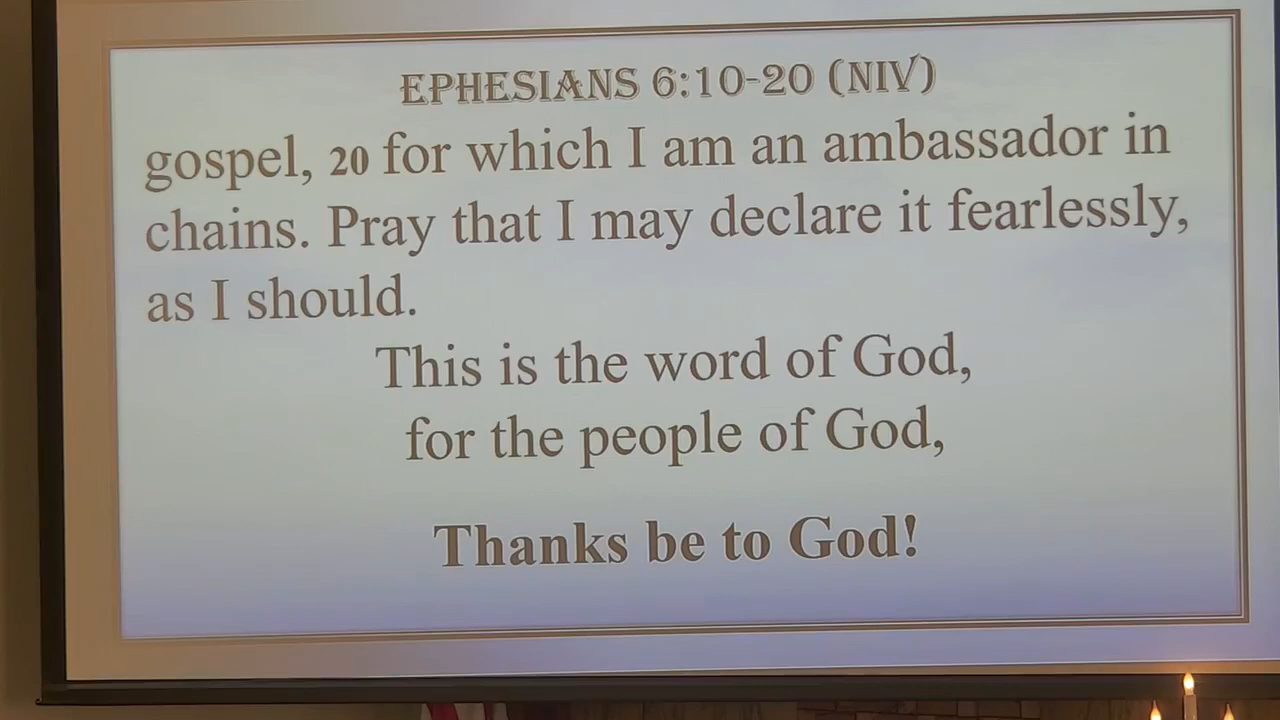 EPHESIANS 6:10-20 (NIV)
gospel, 20 for which I am an ambassador in
chains. Pray that I may declare it fearlessly,
as I should.
This is the word of God,
for the people of God,
Thanks be to God!